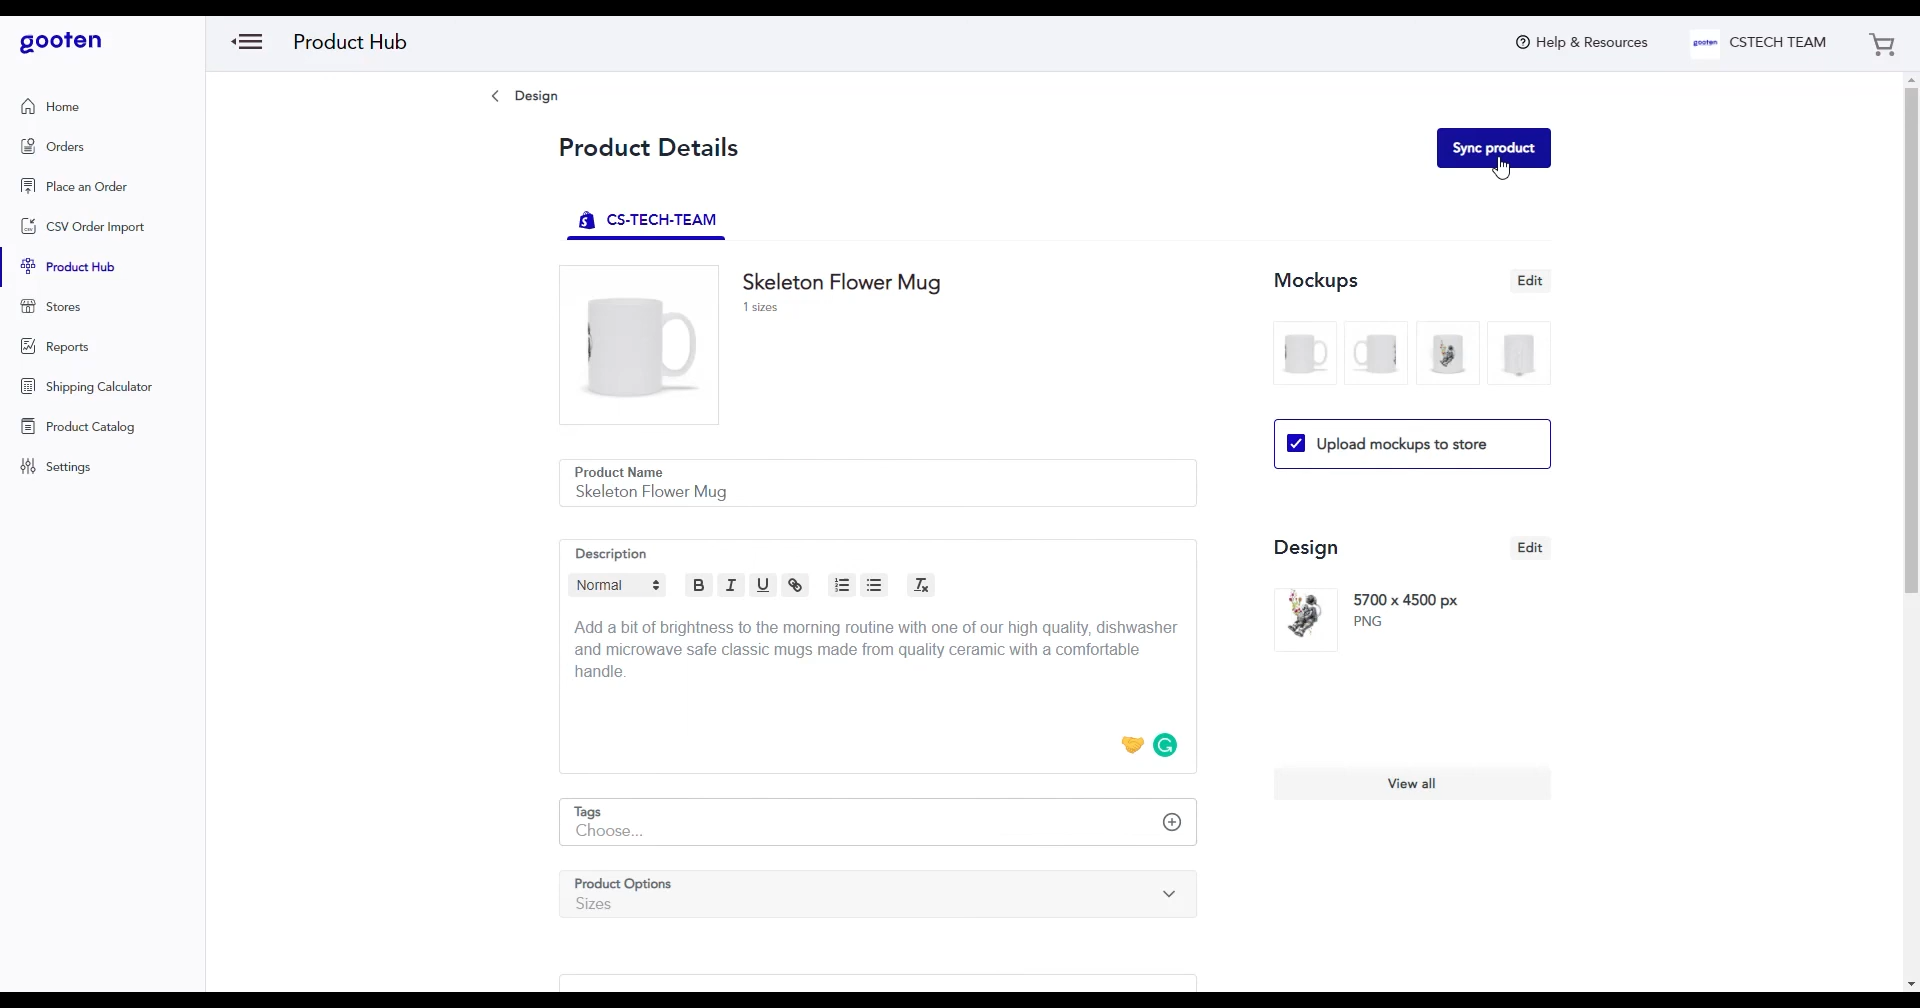 gooten
Product Hub
Help & Resources
gooten
CSTECH TEAM
Home
Orders
Place an Order
CSV Order Import
Product Hub
Stores
Reports
Shipping Calculator
Product Catalog
Settings
Design
Product Details
Sync product
CS-TECH-TEAM
Skeleton Flower Mug
1 sizes
Product Name
Skeleton Flower Mug
Description
Normal
B I U
Add a bit of brightness to the morning routine with one of our high quality, dishwasher
and microwave safe classic mugs made from quality ceramic with a comfortable
handle.
Tags
Choose...
Product Options
Sizes
Mockups
Edit
Upload mockups to store
Design
Edit
5700 x 4500 px
PNG
View all